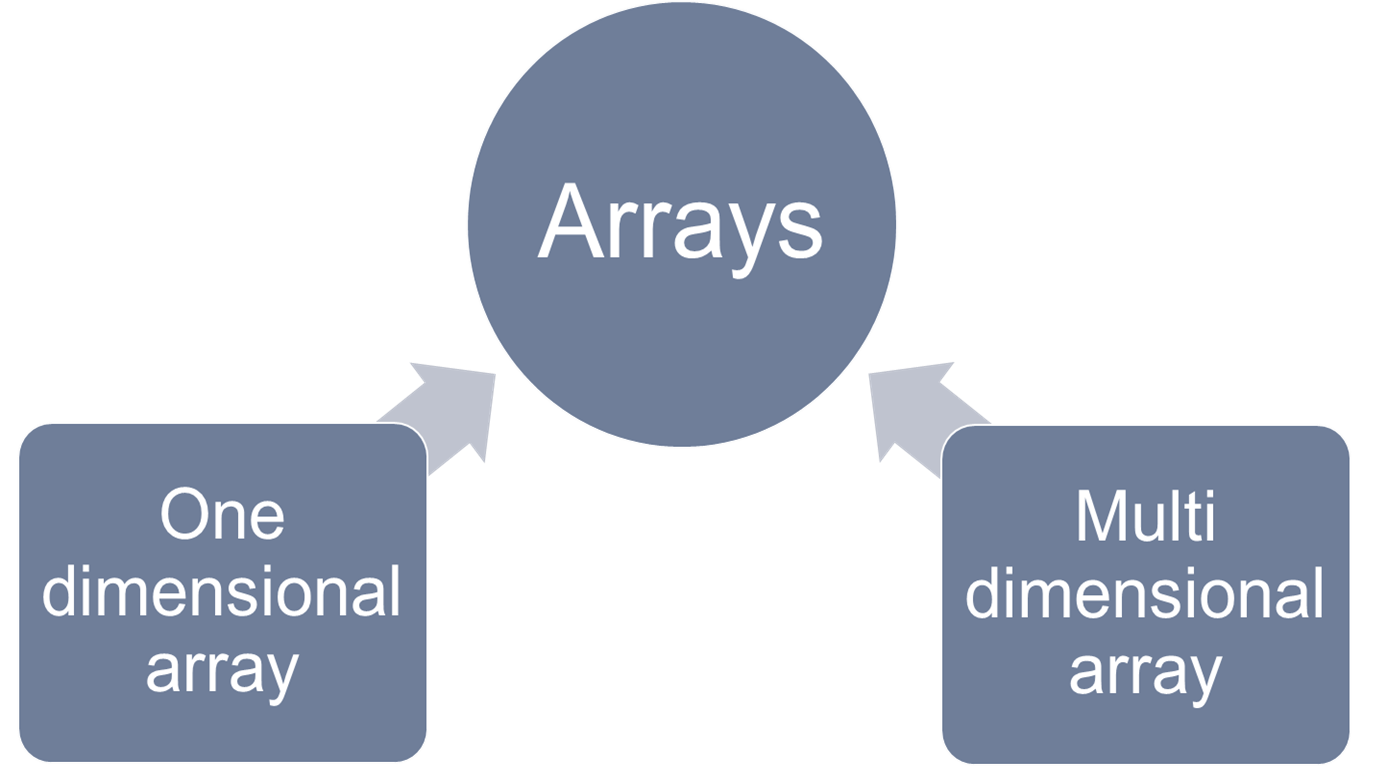 Arrays
One
dimensional
array
Multi
dimensional
array